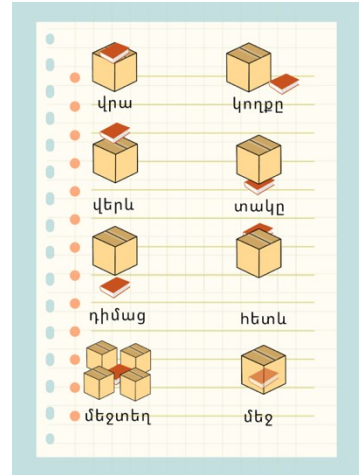 վրա կողքը
վերև տակը
դիմաց հետև
մեջտեղ մեջ